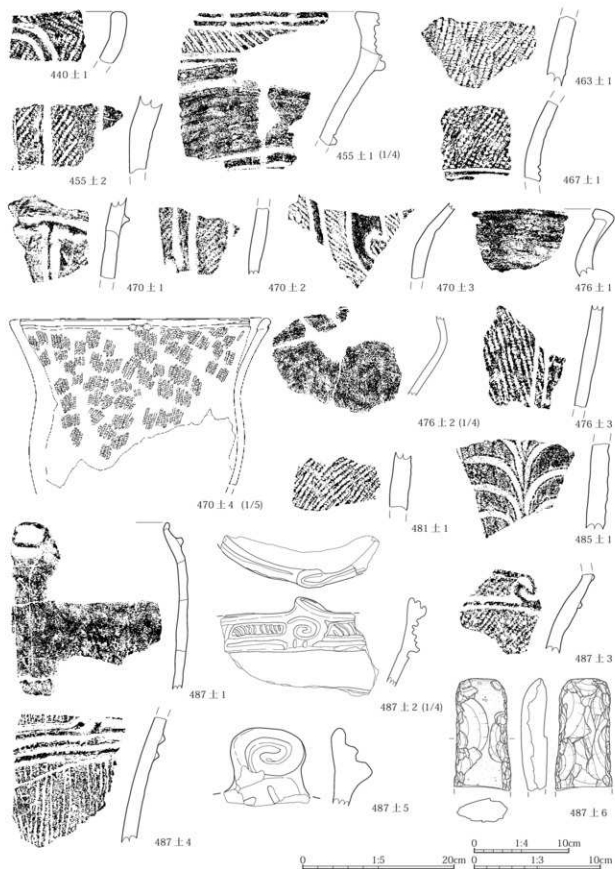 440 土 1
455 土 1 (1/4)
463 土 1
455 土 2
467 土 1
470 土 1
470 土 2
470 土 3
476 土 1
470 土 4 (1/5)
476 土 2 (1/4)
476 土 3
481 土 1
485 土 1
487 土 1
487 土 2 (1/4)
487 土 3
487 土 4
487 土 5
487 土 6
0 1:4 10cm
0 1:5 20cm
0 1:3 10cm